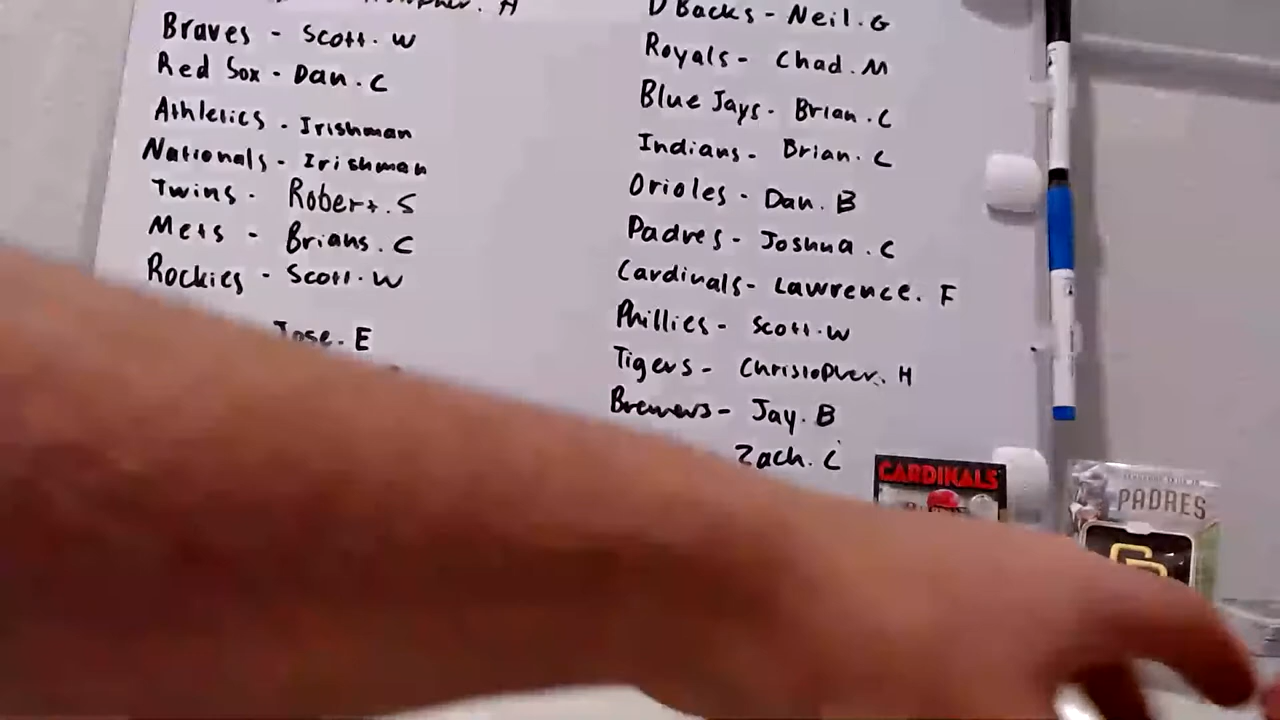 Braves - Scott. W
Red Sox - Dan. C
Athletics - Irishman
Nationals - Irishman
Twins - Robert. S
Mets - Brians. C
Rockies - Scott. W
Jose. E
D Backs - Neil. G
Royals - Chad. M
Blue Jays - Brian. C
Indians - Brian. C
Orioles - Dan. B
Padres - Joshua. C
Cardinals - Lawrence. F
Phillies - Scott. W
Tigers - Christopher. H
Brewers - Jay. B
Zach. C
CARDINALS
PADRES
SD